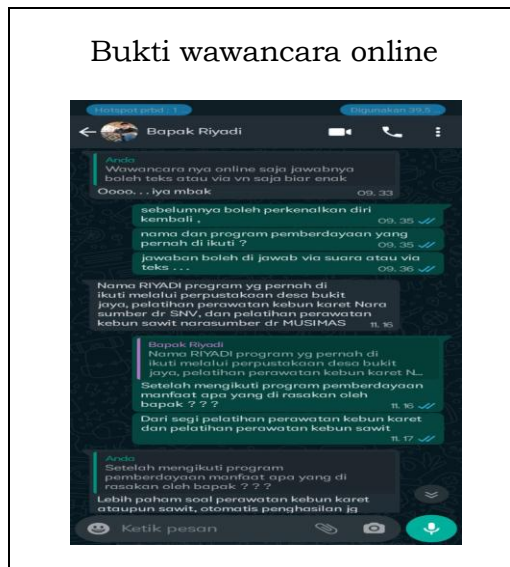 Bukti wawancara online
Hotspot prbd : 1
Digunakan 39,5
Bapak Riyadi
Anda
Wawancara nya online saja jawabnya
boleh teks atau via vn saja biar enak
Oooo. . . iya mbak
09. 33
sebelumnya boleh perkenalkan diri
kembali ,
09. 35
nama dan program pemberdayaan yang
pernah di ikuti ?
09. 35
jawaban boleh di jawab via suara atau via
teks . . .
09. 36
Nama RIYADI program yg pernah di
ikuti melalui perpustakaan desa bukit
jaya, pelatihan perawatan kebun karet Nara
sumber dr SNV, dan pelatihan perawatan
kebun sawit narasumber dr MUSIMAS
11. 16
Bapak Riyadi
Nama RIYADI program yg pernah di
ikuti melalui perpustakaan desa bukit
jaya, pelatihan perawatan kebun karet N...
Setelah mengikuti program pemberdayaan
manfaat apa yang di rasakan oleh
bapak ? ? ?
11. 16
Dari segi pelatihan perawatan kebun karet
dan pelatihan perawatan kebun sawit
11. 17
Anda
Setelah mengikuti program
pemberdayaan manfaat apa yang di
rasakan oleh bapak ? ? ?
Lebih paham soal perawatan kebun karet
ataupun sawit, otomatis penghasilan jg
Ketik pesan